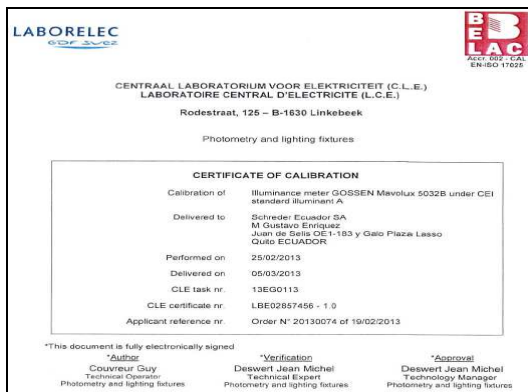 LABORELEC
GDF SUEZ
BELAC
Accr. 002 - CAL
EN-ISO 17025
CENTRAAL LABORATORIUM VOOR ELEKTRICITEIT (C.L.E.)
LABORATOIRE CENTRAL D'ELECTRICITE (L.C.E.)
Rodestraat, 125 – B-1630 Linkebeek
Photometry and lighting fixtures
CERTIFICATE OF CALIBRATION
Calibration of Illuminance meter GOSSEN Mavolux 5032B under CEI
standard illuminant A
Delivered to Schreder Ecuador SA
M Gustavo Enriquez
Juan de Selis OE1-183 y Galo Plaza Lasso
Quito ECUADOR
Performed on 25/02/2013
Delivered on 05/03/2013
CLE task nr. 13EG0113
CLE certificate nr. LBE02857456 - 1.0
Applicant reference nr. Order N° 20130074 of 19/02/2013
*This document is fully electronically signed
*Author *Verification *Approval
Couvreur Guy Deswert Jean Michel Deswert Jean Michel
Technical Operator Technical Expert Technology Manager
Photometry and lighting fixtures Photometry and lighting fixtures Photometry and lighting fixtures